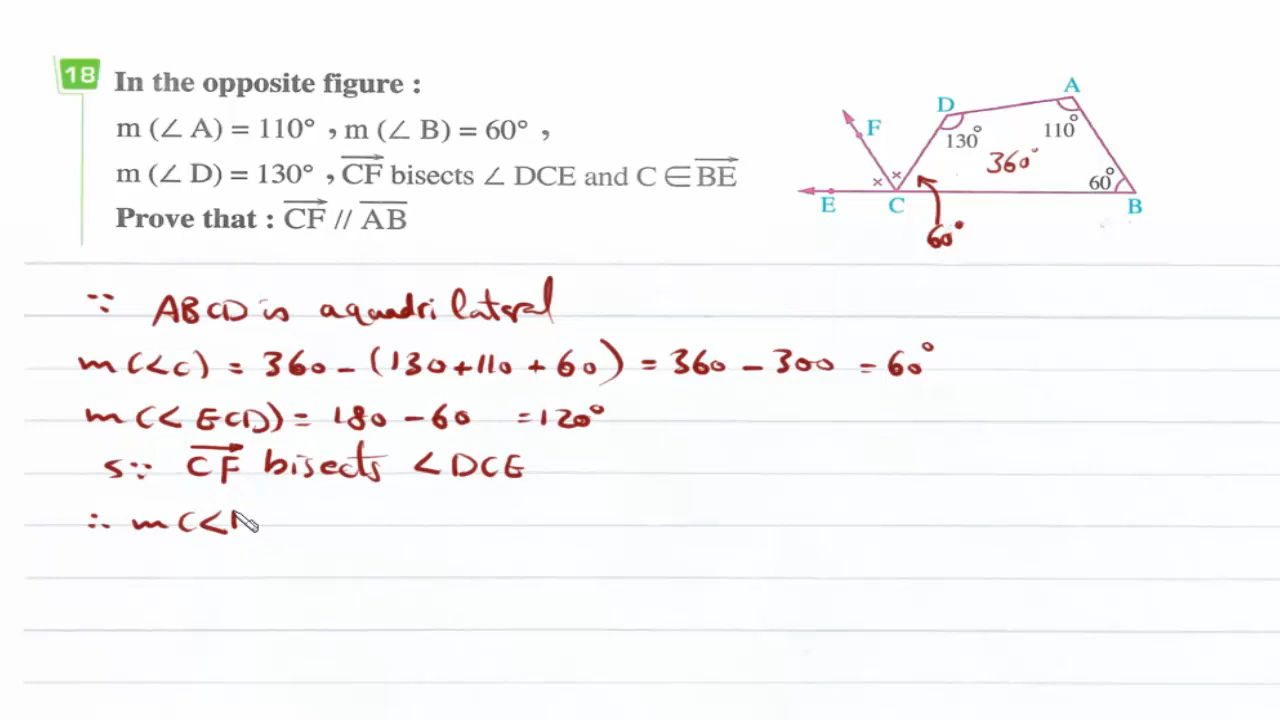 18 In the opposite figure :
m (∠ A) = 110° , m (∠ B) = 60° ,
m (∠ D) = 130° , CF bisects ∠ DCE and C ∈ BE
Prove that : CF // AB
A
D
F
130°
110°
360°
60°
E
C
B
60°
∵ ABCD is aquadrilateral
m(<C) = 360 - (130+110+60) = 360 - 300 = 60°
m(<ECD) = 180 - 60 = 120°
S∵ CF bisects <DCE
∴ m(<